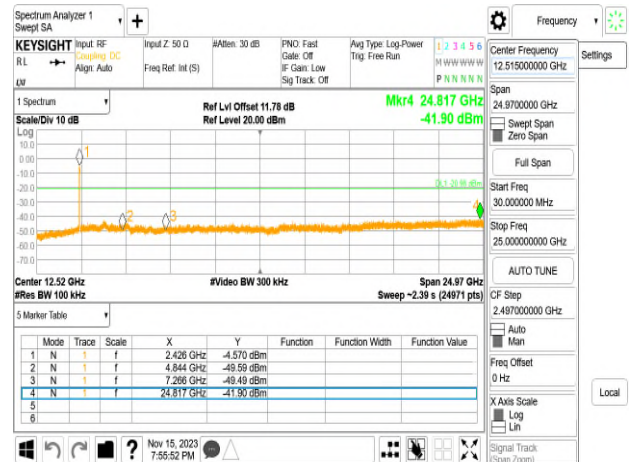 Spectrum Analyzer 1
Swept SA
Frequency
KEYSIGHT
RL
Input: RF
Coupling: DC
Align: Auto
Input Z: 50 Ω
Freq Ref: Int (S)
#Atten: 30 dB
PNO: Fast
Gate: Off
IF Gain: Low
Sig Track: Off
Avg Type: Log-Power
Trig: Free Run
1 2 3 4 5 6
M W W W W W
P N N N N N
1 Spectrum
Scale/Div 10 dB
Log
Ref Lvl Offset 11.78 dB
Ref Level 20.00 dBm
Mkr4 24.817 GHz
-41.90 dBm
10.0
0.00
-10.0
-20.0
-30.0
-40.0
-50.0
-60.0
-70.0
1
2
3
4
Center 12.52 GHz
#Res BW 100 kHz
#Video BW 300 kHz
Span 24.97 GHz
Sweep ~2.39 s (24971 pts)
5 Marker Table
Mode Trace Scale X Y Function Function Width Function Value
1 N 1 f 2.426 GHz -4.570 dBm
2 N 1 f 4.844 GHz -49.59 dBm
3 N 1 f 7.266 GHz -49.49 dBm
4 N 1 f 24.817 GHz -41.90 dBm
5
6
Nov 15, 2023
7:55:52 PM
Center Frequency
12.515000000 GHz
Span
24.9700000 GHz
Swept Span
Zero Span
Full Span
Start Freq
30.000000 MHz
Stop Freq
25.000000000 GHz
AUTO TUNE
CF Step
2.497000000 GHz
Auto
Man
Freq Offset
0 Hz
X Axis Scale
Log
Lin
Signal Track
(Span Zoom)
Settings
Local